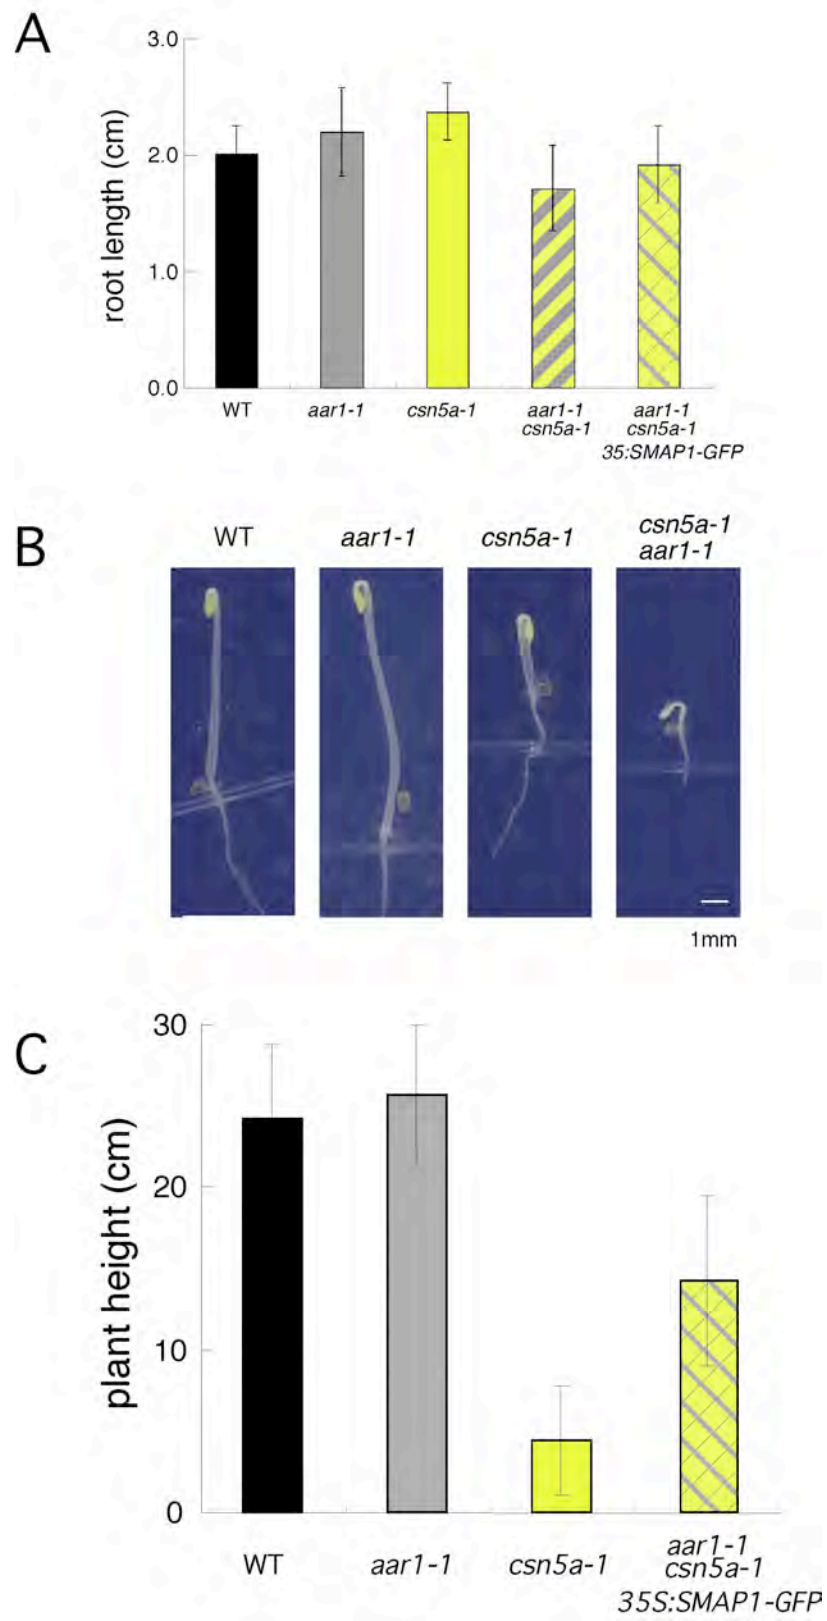 A
3.0
2.0
1.0
0.0
root length (cm)
WT
aar1-1
csn5a-1
aar1-1
csn5a-1
aar1-1
csn5a-1
35:SMAP1-GFP
B
WT
aar1-1
csn5a-1
csn5a-1
aar1-1
1mm
C
30
20
10
0
plant height (cm)
WT
aar1-1
csn5a-1
aar1-1
csn5a-1
35S:SMAP1-GFP